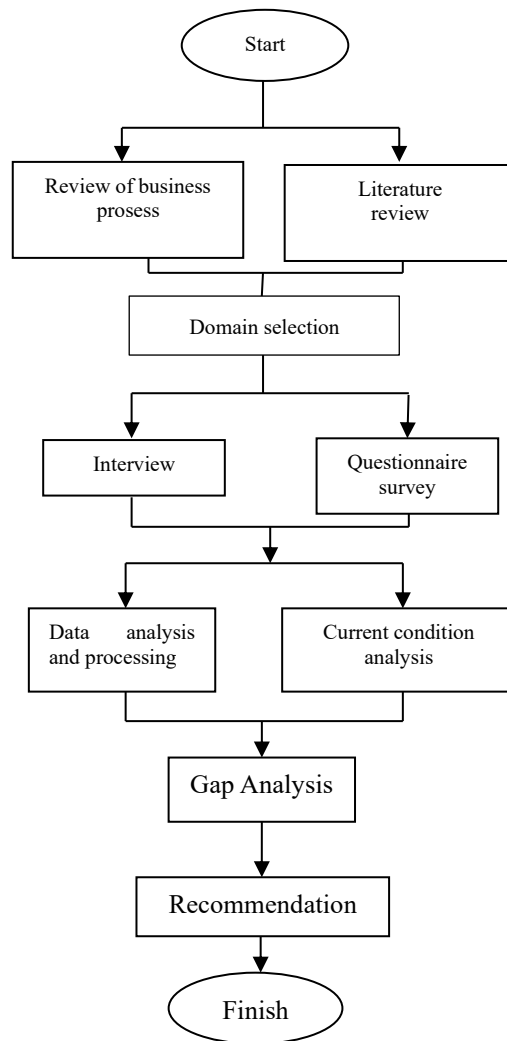 Start
Review of business
prosess
Literature
review
Domain selection
Interview
Questionnaire
survey
Data analysis
and processing
Current condition
analysis
Gap Analysis
Recommendation
Finish